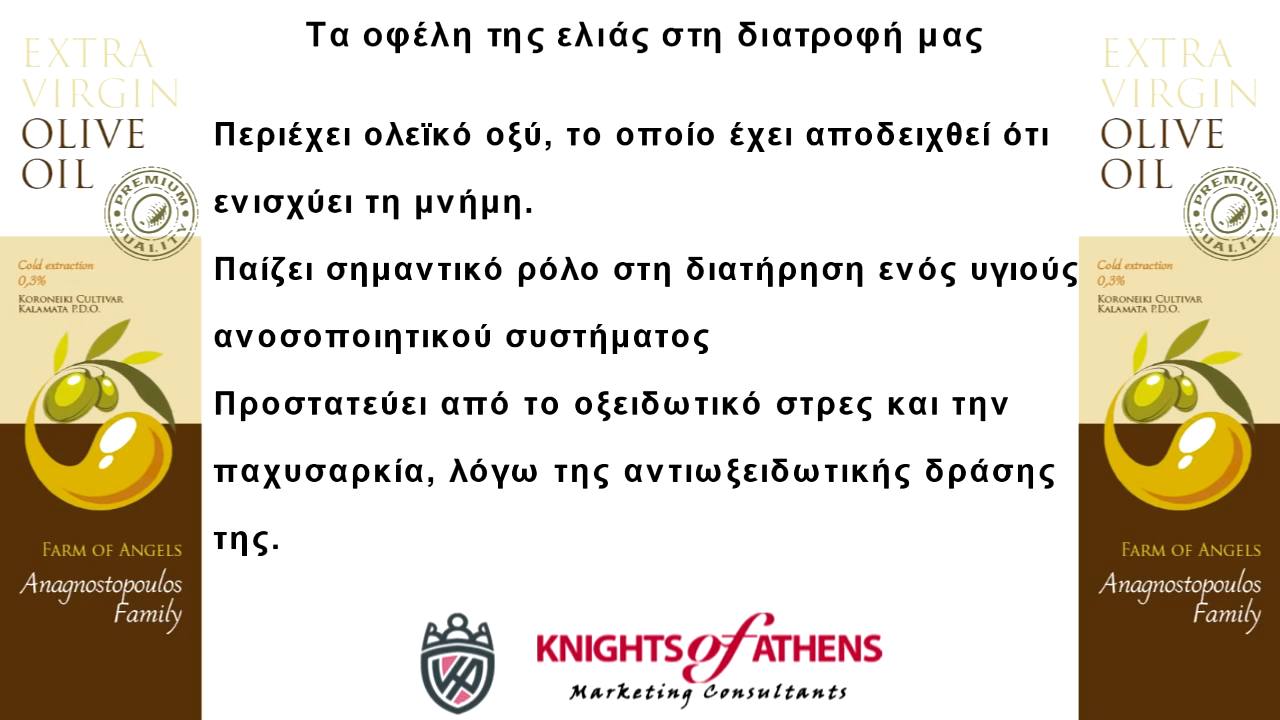 Τα οφέλη της ελιάς στη διατροφή μας
EXTRA
VIRGIN
OLIVE
OIL
PREMIUM
QUALITY
Cold extraction
0,3%
KORONEIKI CULTIVAR
KALAMATA P.D.O.
FARM OF ANGELS
Anagnostopoulos
Family
Περιέχει ολεϊκό οξύ, το οποίο έχει αποδειχθεί ότι
ενισχύει τη μνήμη.
Παίζει σημαντικό ρόλο στη διατήρηση ενός υγιούς
ανοσοποιητικού συστήματος
Προστατεύει από το οξειδωτικό στρες και την
παχυσαρκία, λόγω της αντιωξειδωτικής δράσης
της.
EXTRA
VIRGIN
OLIVE
OIL
PREMIUM
QUALITY
Cold extraction
0,3%
KORONEIKI CULTIVAR
KALAMATA P.D.O.
FARM OF ANGELS
Anagnostopoulos
Family
KNIGHTS of ATHENS
Marketing Consultants